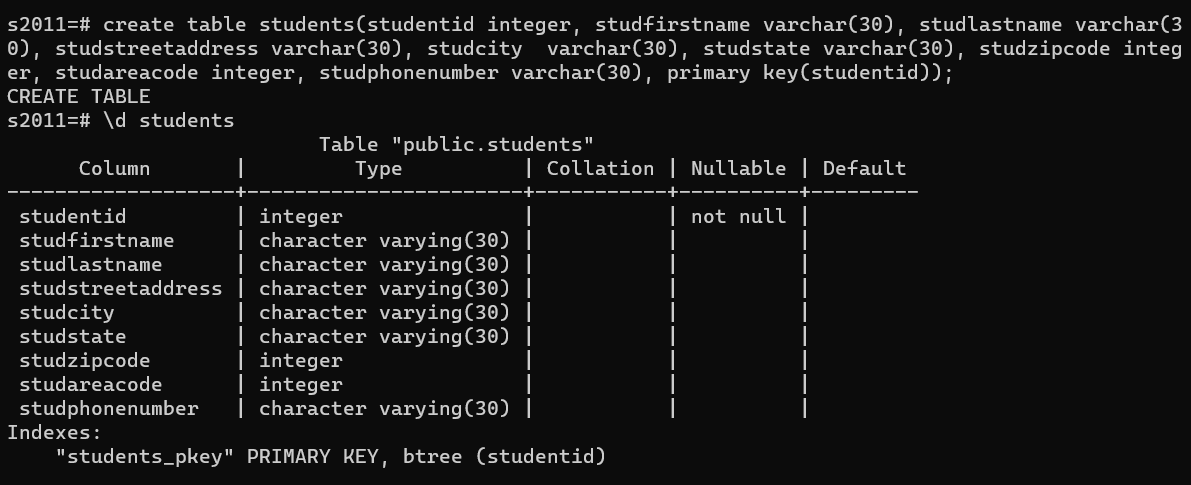 s2011=# create table students(studentid integer, studfirstname varchar(30), studlastname varchar(3
0), studstreetaddress varchar(30), studcity  varchar(30), studstate varchar(30), studzipcode integ
er, studareacode integer, studphonenumber varchar(30), primary key(studentid));
CREATE TABLE
s2011=# \d students
                          Table "public.students"
      Column       |         Type          | Collation | Nullable | Default
-------------------+-----------------------+-----------+----------+---------
 studentid         | integer               |           | not null |
 studfirstname     | character varying(30) |           |          |
 studlastname      | character varying(30) |           |          |
 studstreetaddress | character varying(30) |           |          |
 studcity          | character varying(30) |           |          |
 studstate         | character varying(30) |           |          |
 studzipcode       | integer               |           |          |
 studareacode      | integer               |           |          |
 studphonenumber   | character varying(30) |           |          |
Indexes:
    "students_pkey" PRIMARY KEY, btree (studentid)